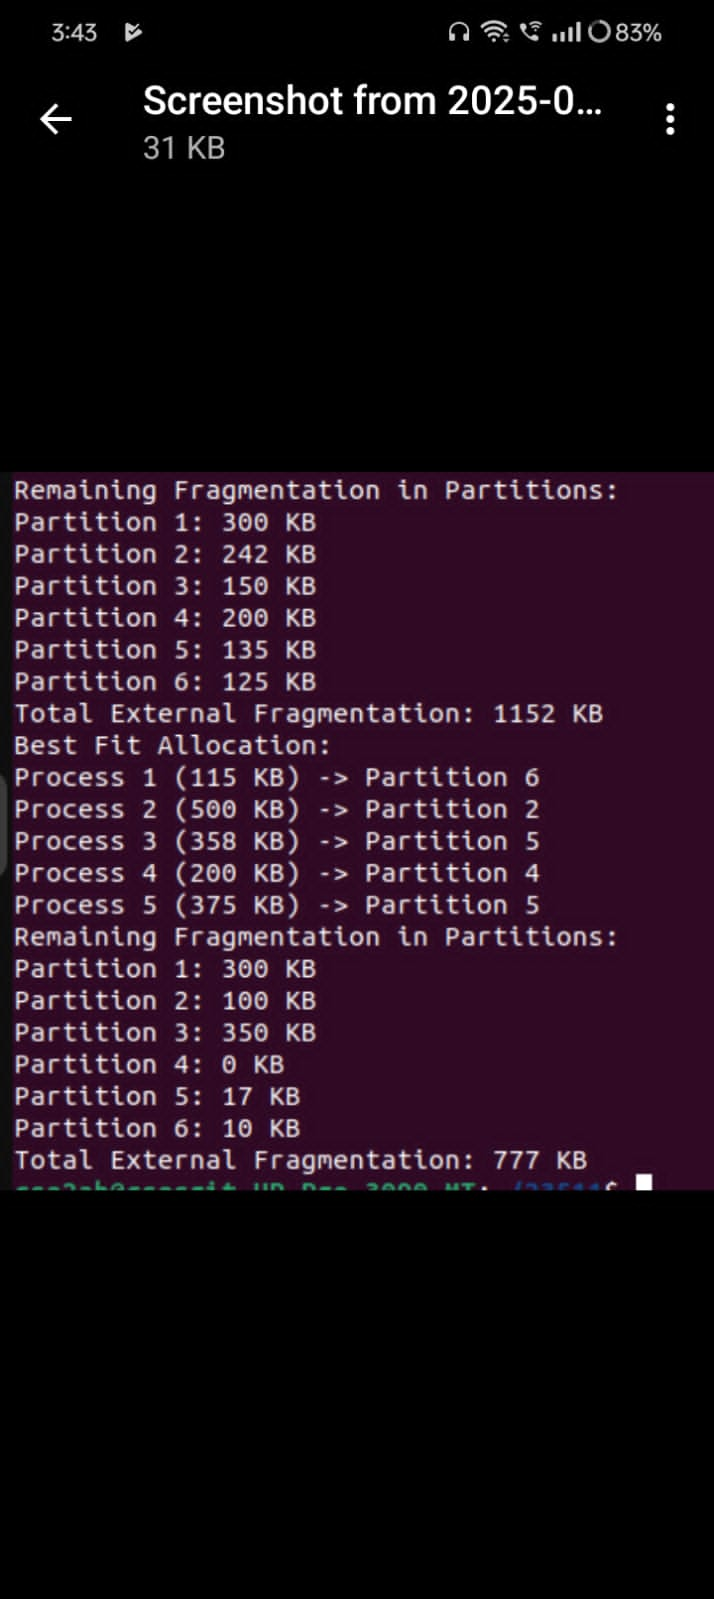 3:43 83%
Screenshot from 2025-0...
31 KB
Remaining Fragmentation in Partitions:
Partition 1: 300 KB
Partition 2: 242 KB
Partition 3: 150 KB
Partition 4: 200 KB
Partition 5: 135 KB
Partition 6: 125 KB
Total External Fragmentation: 1152 KB
Best Fit Allocation:
Process 1 (115 KB) -> Partition 6
Process 2 (500 KB) -> Partition 2
Process 3 (358 KB) -> Partition 5
Process 4 (200 KB) -> Partition 4
Process 5 (375 KB) -> Partition 5
Remaining Fragmentation in Partitions:
Partition 1: 300 KB
Partition 2: 100 KB
Partition 3: 350 KB
Partition 4: 0 KB
Partition 5: 17 KB
Partition 6: 10 KB
Total External Fragmentation: 777 KB